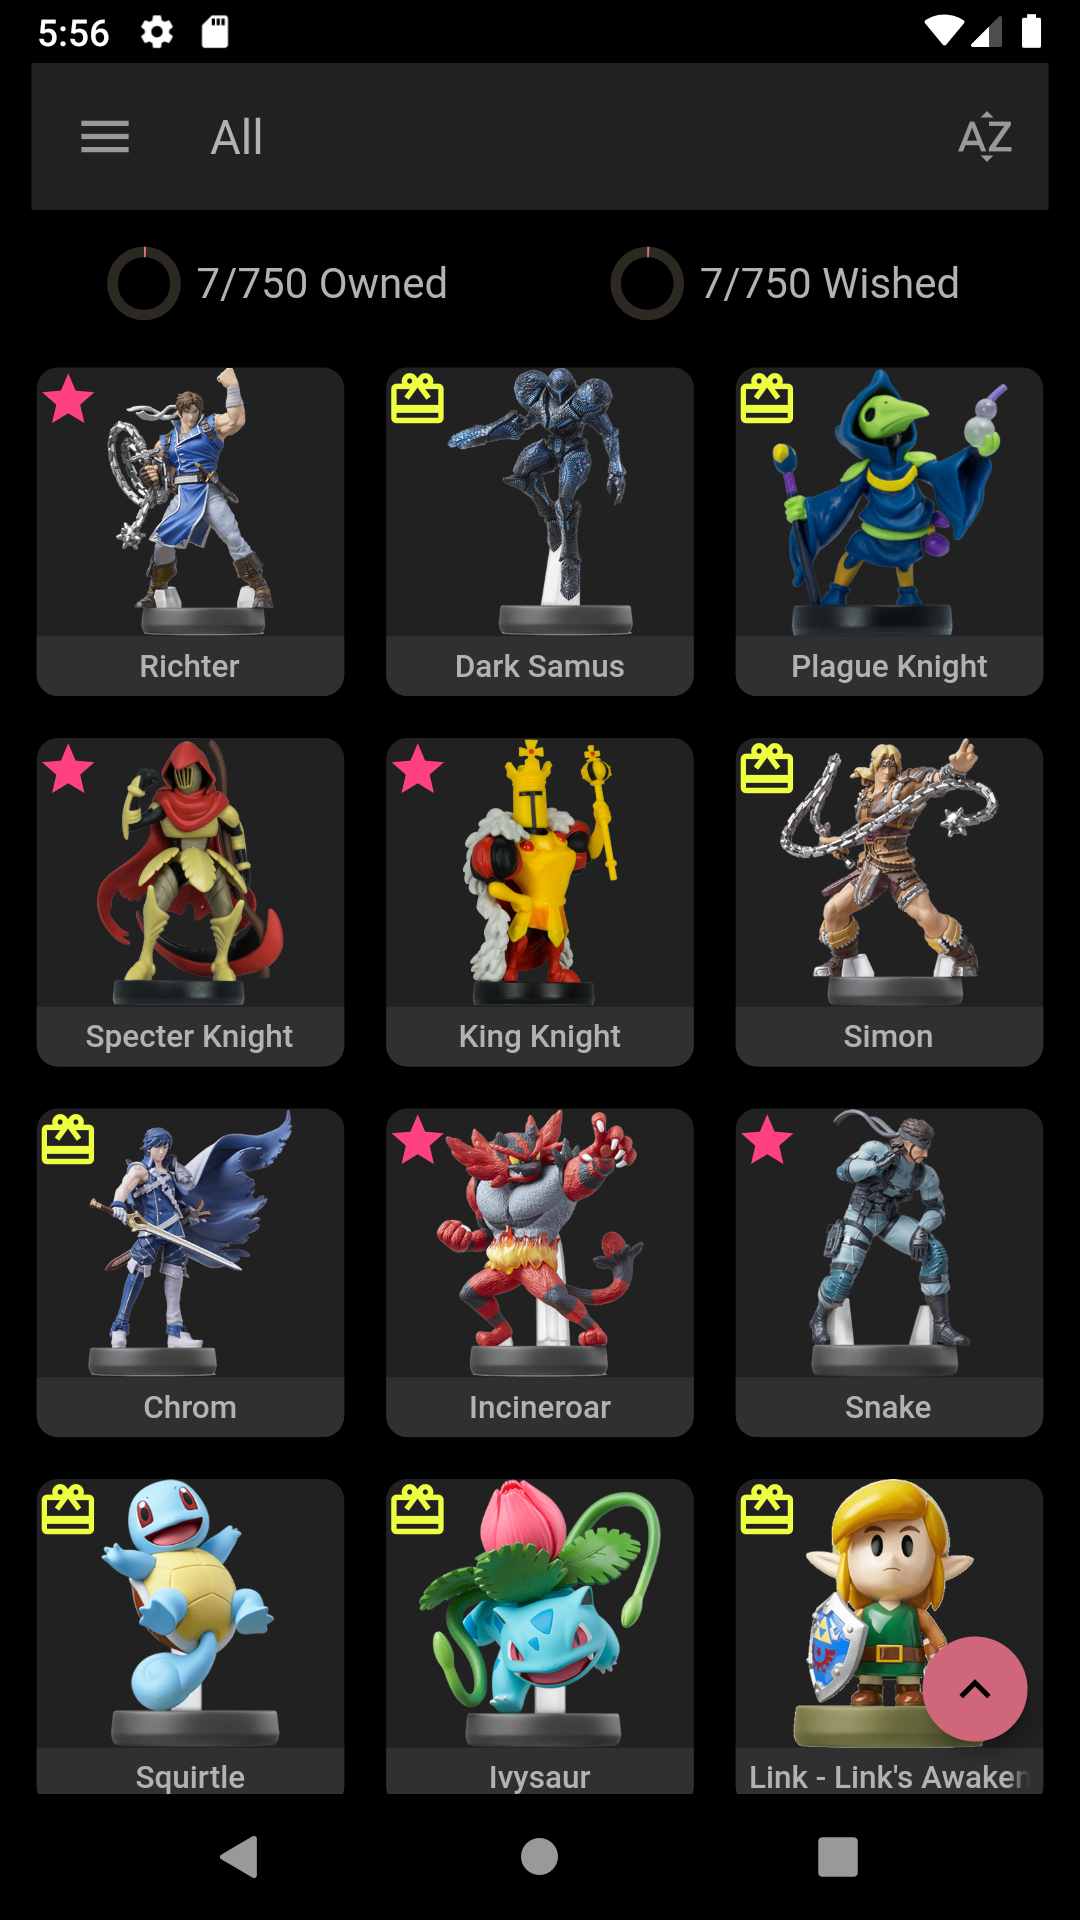 5:56
All
AZ
7/750 Owned
7/750 Wished
Richter
Dark Samus
Plague Knight
Specter Knight
King Knight
Simon
Chrom
Incineroar
Snake
Squirtle
Ivysaur
Link - Link's Awaken